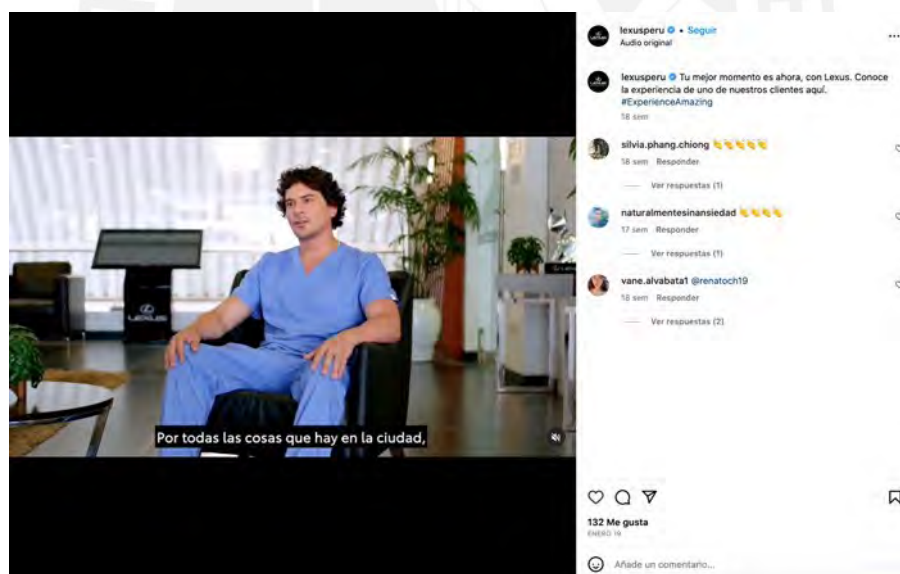 lexusperu • Seguir
Audio original
lexusperu Tu mejor momento es ahora, con Lexus. Conoce
la experiencia de uno de nuestros clientes aquí.
#ExperienceAmazing
18 sem
silvia.phang.chiong 👏👏👏👏👏
18 sem Responder
Ver respuestas (1)
naturalmentesinansiedad 👏👏👏👏
17 sem Responder
Ver respuestas (1)
vane.alvabata1 @renatoch19
18 sem Responder
Ver respuestas (2)
LEXUS
Por todas las cosas que hay en la ciudad,
132 Me gusta
ENERO 19
Añade un comentario...